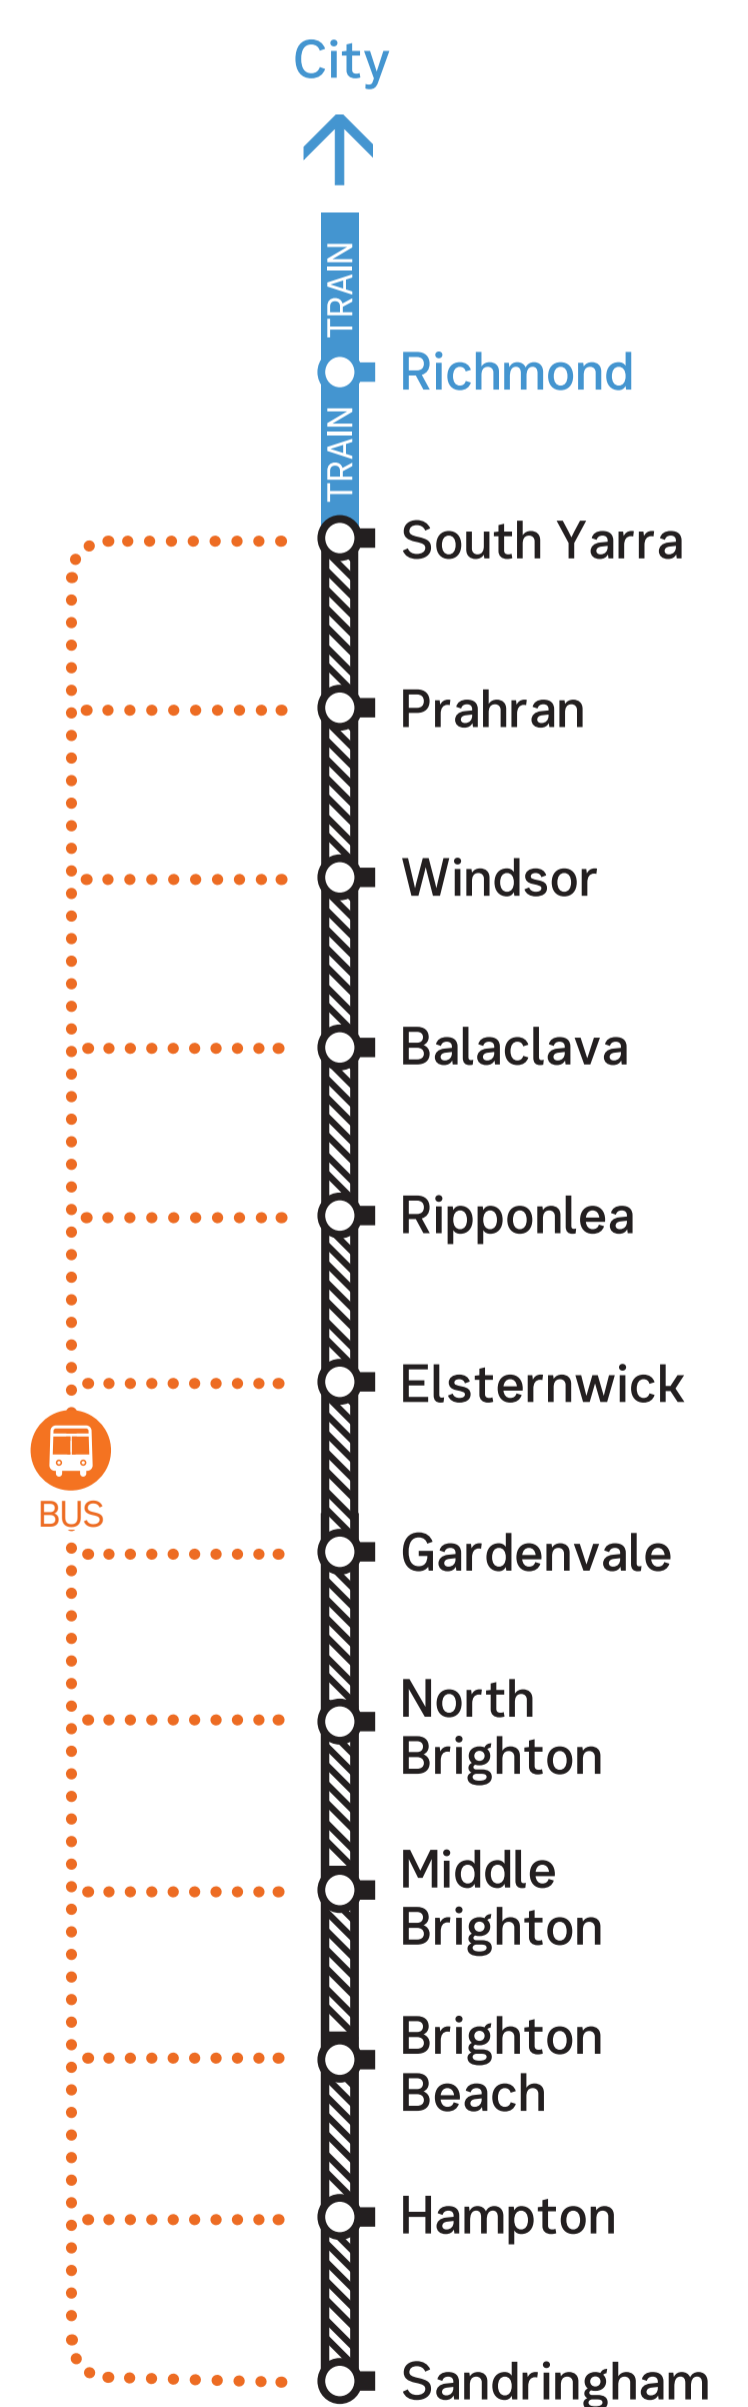 City
TRAIN
Richmond
TRAIN
South Yarra
Prahran
Windsor
Balaclava
Ripponlea
Elsternwick
BUS
Gardenvale
North
Brighton
Middle
Brighton
Brighton
Beach
Hampton
Sandringham